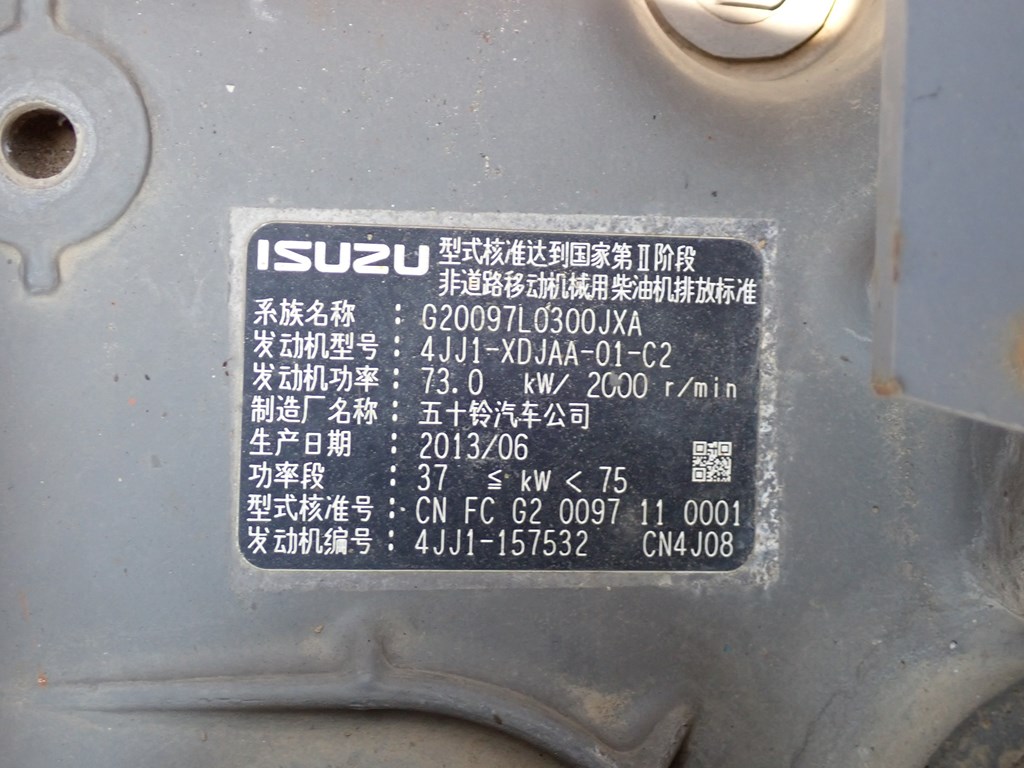 ISUZU 型式核准达到国家第Ⅱ阶段
非道路移动机械用柴油机排放标准
系族名称 : G20097L0300JXA
发动机型号 : 4JJ1-XDJAA-01-C2
发动机功率 : 73.0 kW/ 2000 r/min
制造厂名称 : 五十铃汽车公司
生产日期 : 2013/06
功率段 : 37 ≦ kW < 75
型式核准号 : CN FC G2 0097 11 0001
发动机编号 : 4JJ1-157532 CN4J08